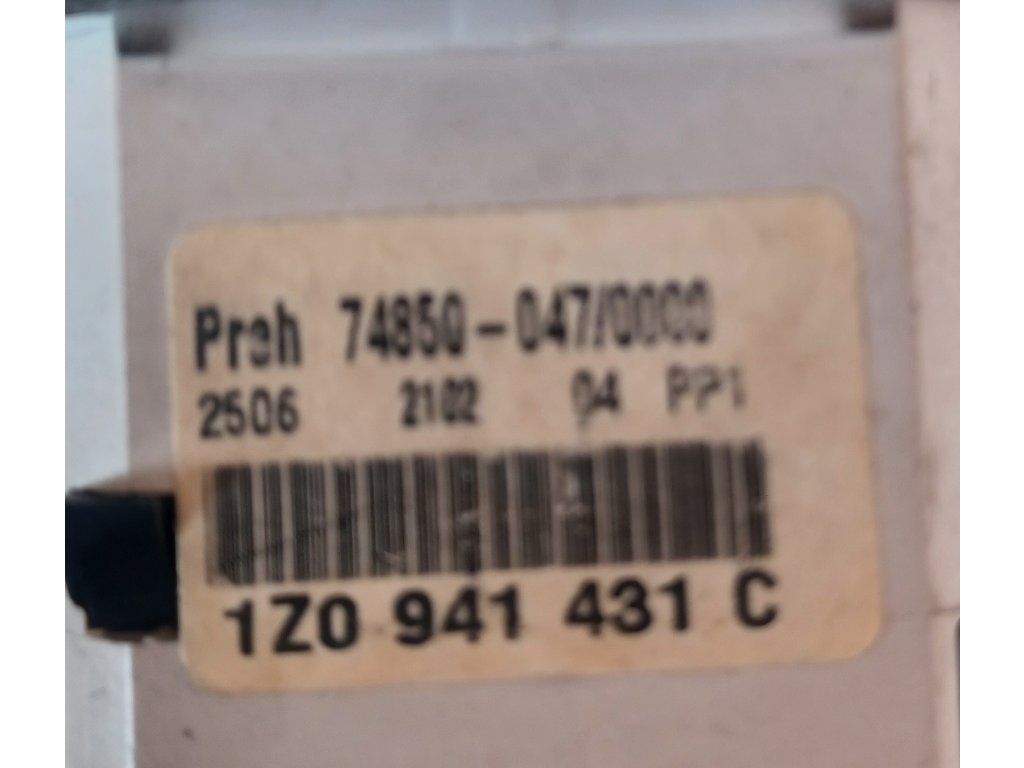 Preh 74850-047/0000
2506 2102 04 PP1
1Z0 941 431 C